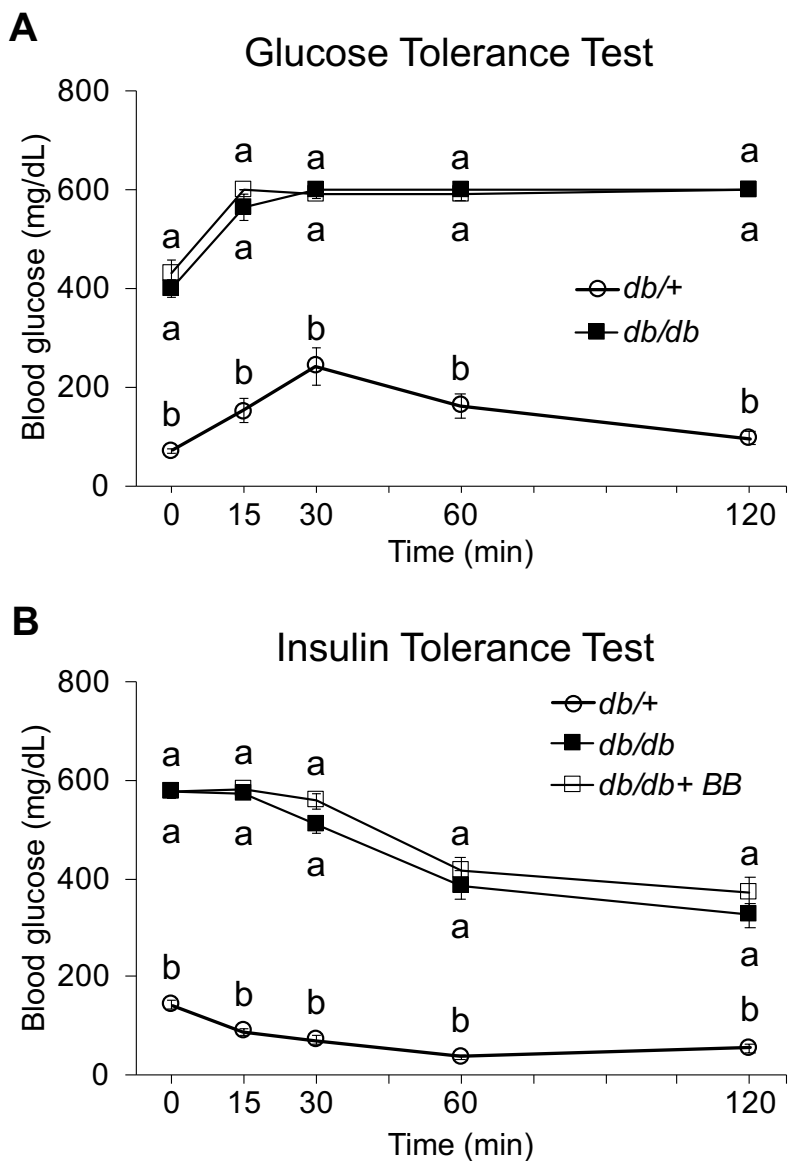 A
Glucose Tolerance Test
800
600
400
200
0
Blood glucose (mg/dL)
a a a a a
a a a a a
b b b b b
db/+
db/db
0 15 30 60 120
Time (min)
B
Insulin Tolerance Test
800
600
400
200
0
Blood glucose (mg/dL)
db/+
db/db
db/db+ BB
a a a a a
a a a a a
b b b b b
0 15 30 60 120
Time (min)